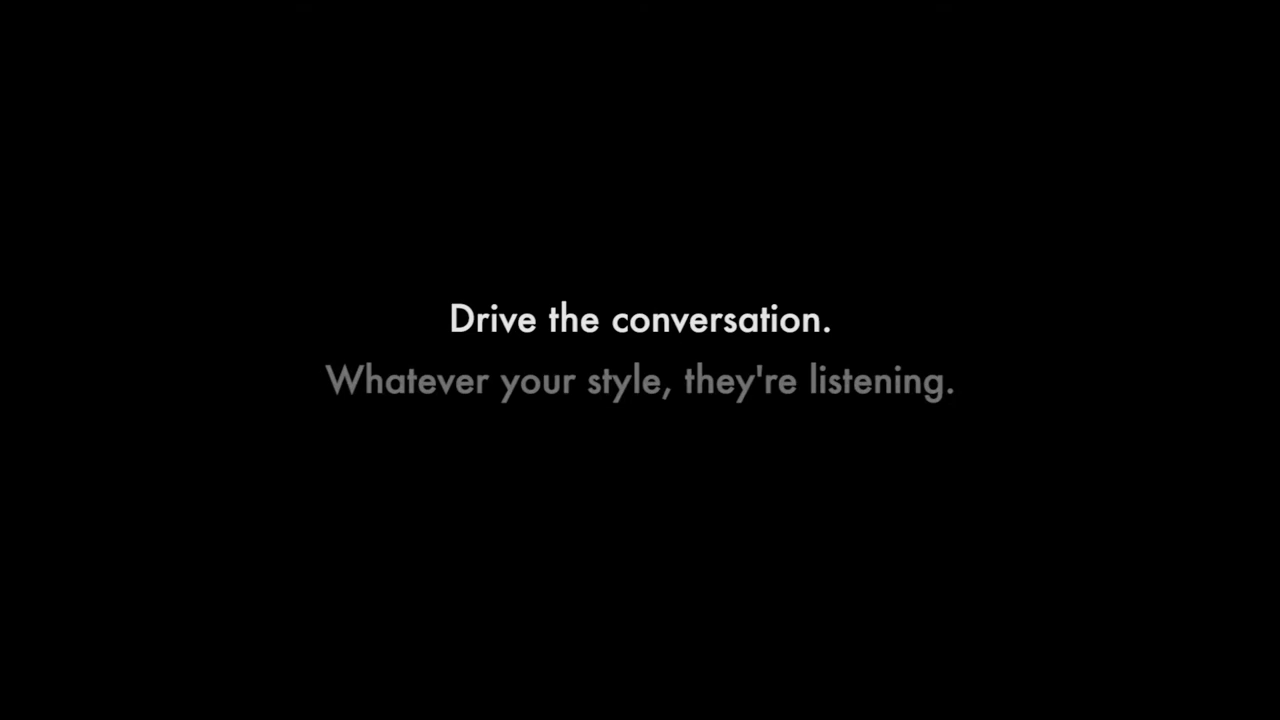 Drive the conversation.
Whatever your style, they're listening.